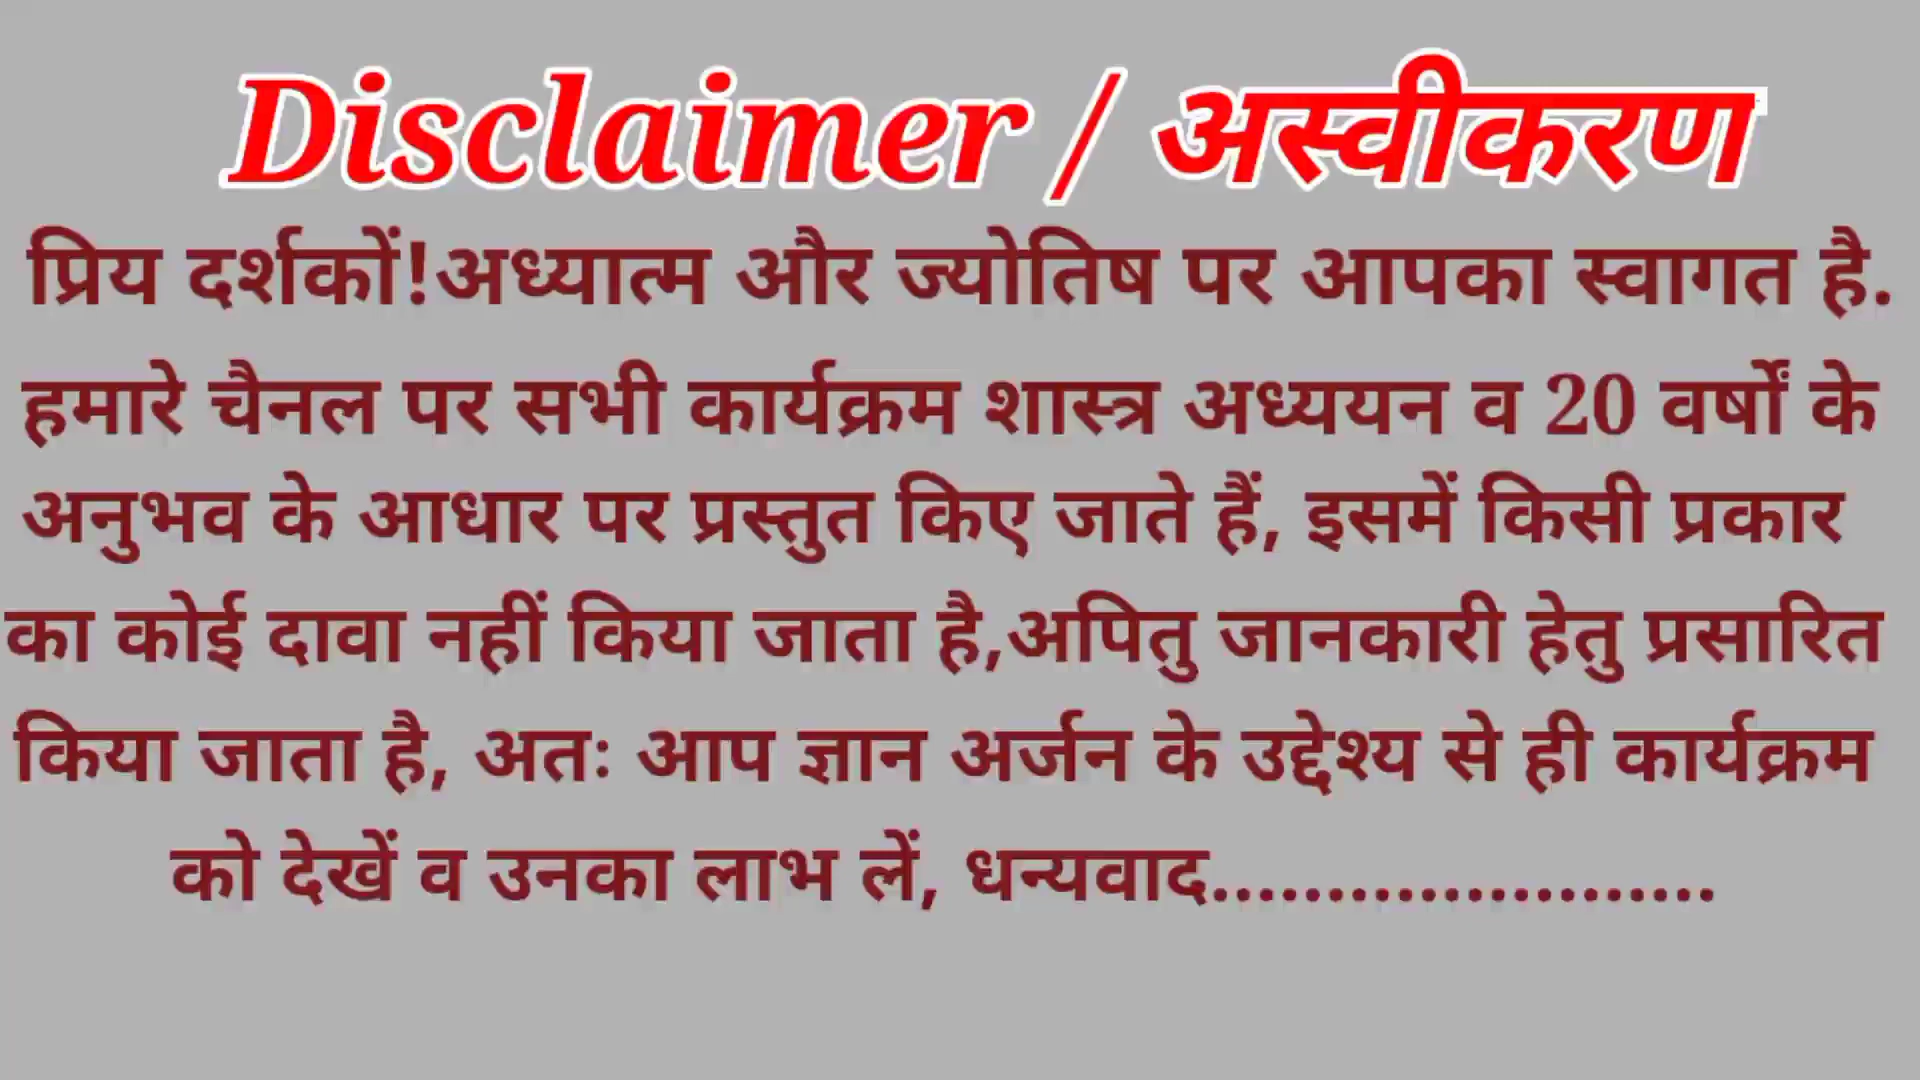 Disclaimer / अस्वीकरण
प्रिय दर्शकों!अध्यात्म और ज्योतिष पर आपका स्वागत है.
हमारे चैनल पर सभी कार्यक्रम शास्त्र अध्ययन व 20 वर्षों के
अनुभव के आधार पर प्रस्तुत किए जाते हैं, इसमें किसी प्रकार
का कोई दावा नहीं किया जाता है,अपितु जानकारी हेतु प्रसारित
किया जाता है, अतः आप ज्ञान अर्जन के उद्देश्य से ही कार्यक्रम
को देखें व उनका लाभ लें, धन्यवाद......................